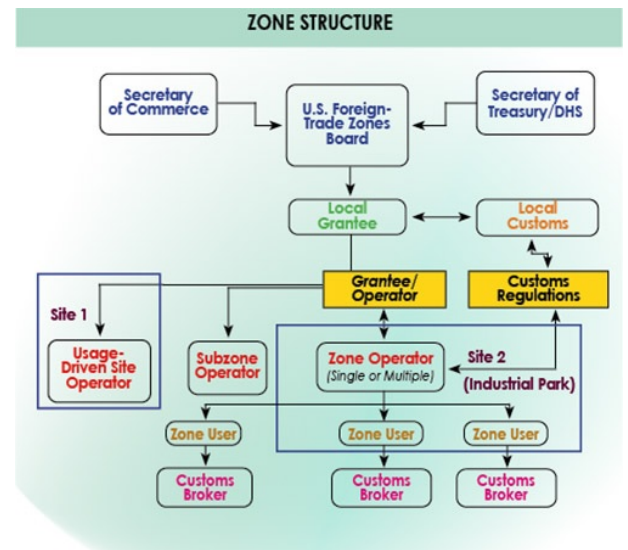 ZONE STRUCTURE
Secretary
of Commerce
U.S. Foreign-
Trade Zones
Board
Secretary of
Treasury/DHS
Local
Grantee
Local
Customs
Grantee/
Operator
Customs
Regulations
Site 1
Usage-
Driven Site
Operator
Subzone
Operator
Zone Operator
(Single or Multiple)
Site 2
(Industrial Park)
Zone User
Zone User
Zone User
Customs
Broker
Customs
Broker
Customs
Broker